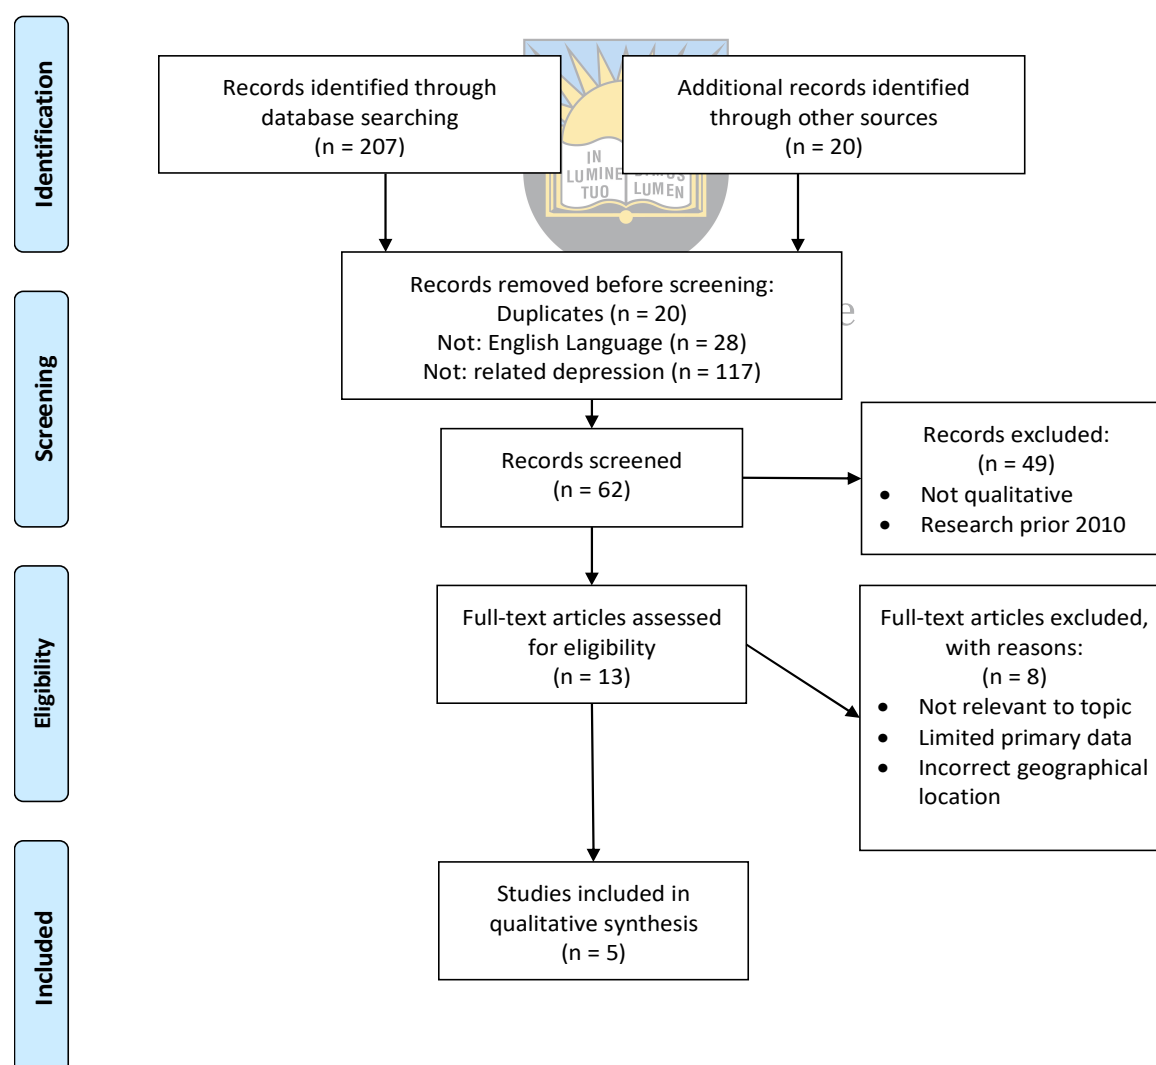 Identification
Records identified through
database searching
(n = 207)
Additional records identified
through other sources
(n = 20)
IN
LUMINE
TUO
LUMEN
Records removed before screening:
Duplicates (n = 20)
Not: English Language (n = 28)
Not: related depression (n = 117)
e
Screening
Records screened
(n = 62)
Records excluded:
(n = 49)
• Not qualitative
• Research prior 2010
Eligibility
Full-text articles assessed
for eligibility
(n = 13)
Full-text articles excluded,
with reasons:
(n = 8)
• Not relevant to topic
• Limited primary data
• Incorrect geographical
location
Included
Studies included in
qualitative synthesis
(n = 5)